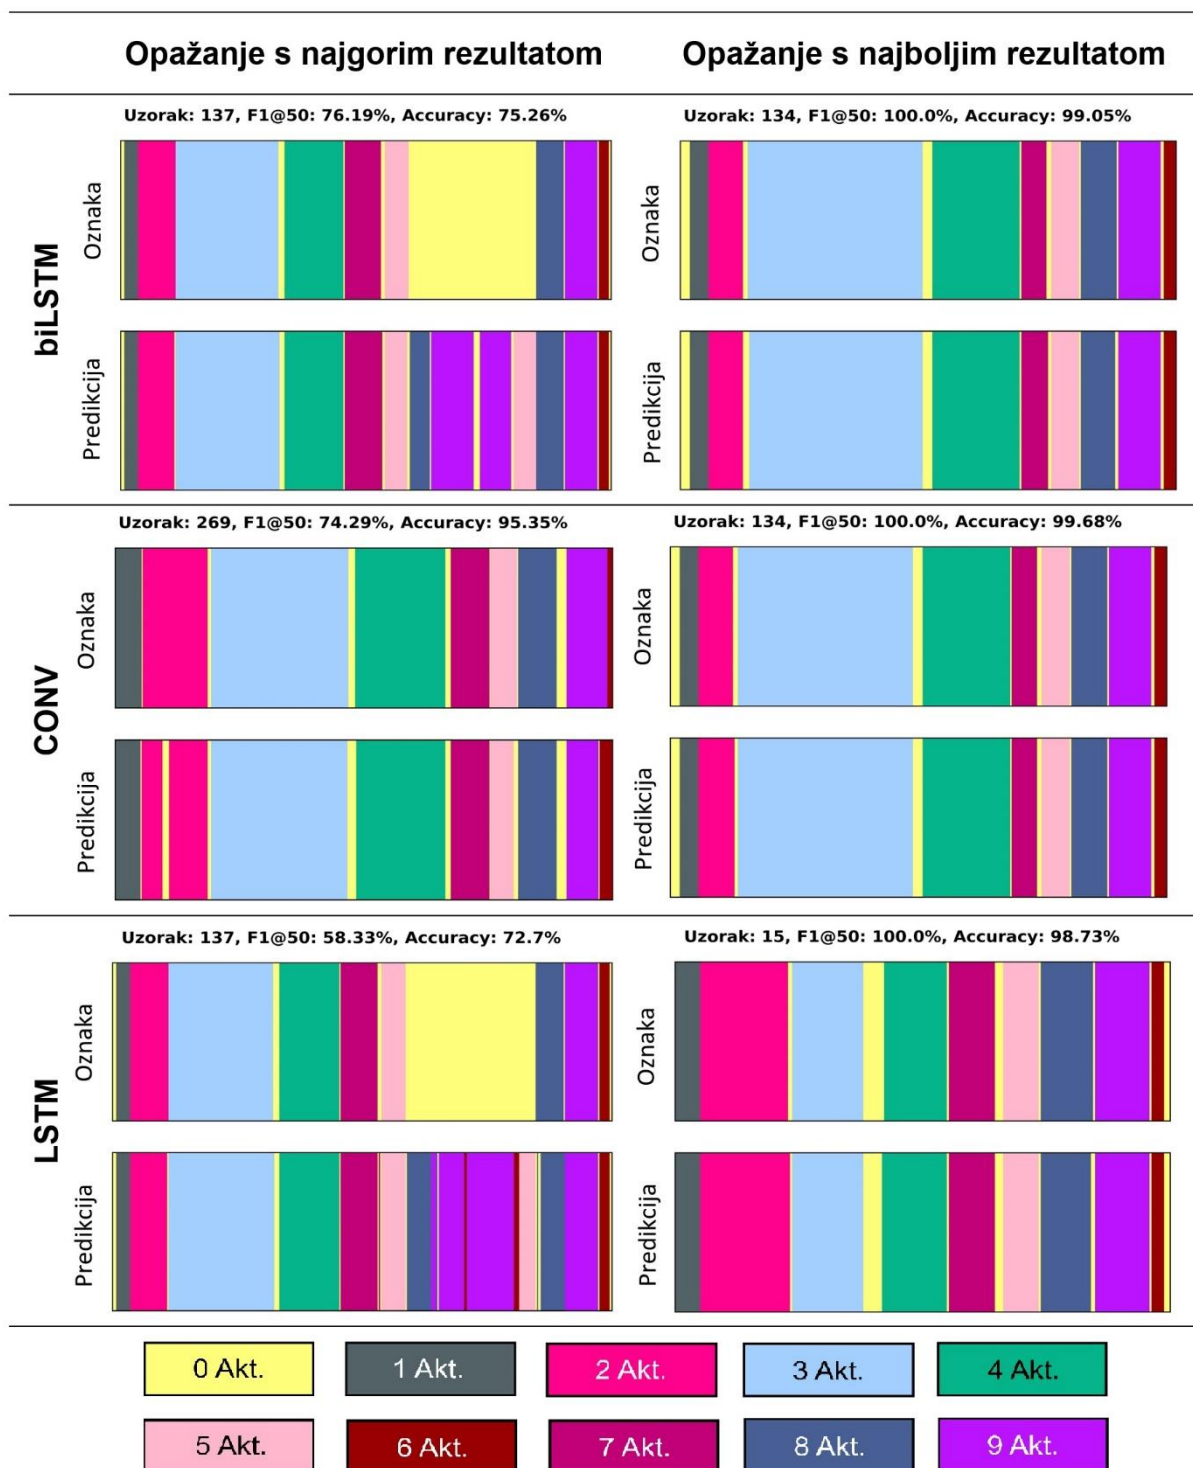 Opažanje s najgorim rezultatom
Opažanje s najboljim rezultatom
biLSTM
Uzorak: 137, F1@50: 76.19%, Accuracy: 75.26%
Oznaka
Predikcija
Uzorak: 134, F1@50: 100.0%, Accuracy: 99.05%
Oznaka
Predikcija
CONV
Uzorak: 269, F1@50: 74.29%, Accuracy: 95.35%
Oznaka
Predikcija
Uzorak: 134, F1@50: 100.0%, Accuracy: 99.68%
Oznaka
Predikcija
LSTM
Uzorak: 137, F1@50: 58.33%, Accuracy: 72.7%
Oznaka
Predikcija
Uzorak: 15, F1@50: 100.0%, Accuracy: 98.73%
Oznaka
Predikcija
0 Akt.
1 Akt.
2 Akt.
3 Akt.
4 Akt.
5 Akt.
6 Akt.
7 Akt.
8 Akt.
9 Akt.